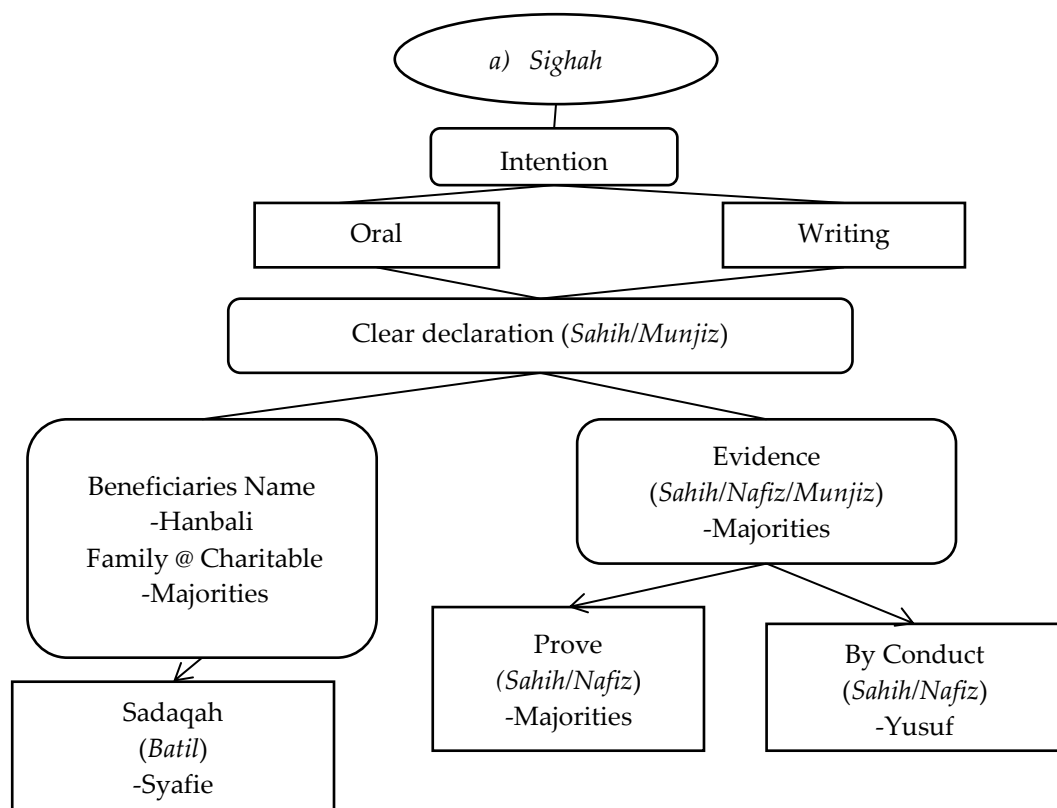 a) Sighah
Intention
Oral
Writing
Clear declaration (Sahih/Munjiz)
Beneficiaries Name
-Hanbali
Family @ Charitable
-Majorities
Evidence
(Sahih/Nafiz/Munjiz)
-Majorities
Prove
(Sahih/Nafiz)
-Majorities
By Conduct
(Sahih/Nafiz)
-Yusuf
Sadaqah
(Batil)
-Syafie